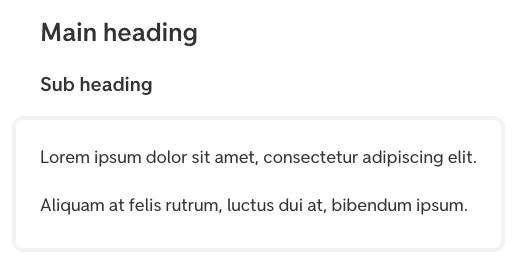 Main heading
Sub heading
Lorem ipsum dolor sit amet, consectetur adipiscing elit.
Aliquam at felis rutrum, luctus dui at, bibendum ipsum.